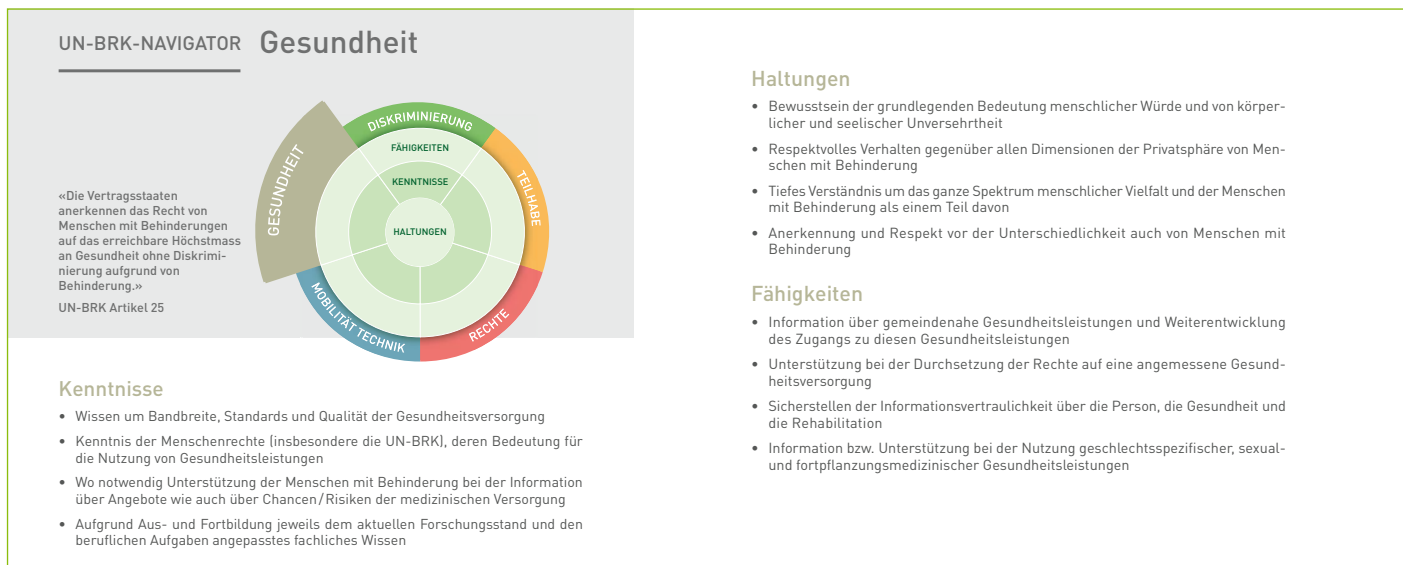 UN-BRK-NAVIGATOR Gesundheit
DISKRIMINIERUNG
FÄHIGKEITEN
KENNTNISSE
HALTUNGEN
GESUNDHEIT
TEILHABE
MOBILITÄT TECHNIK
RECHTE
«Die Vertragsstaaten
anerkennen das Recht von
Menschen mit Behinderungen
auf das erreichbare Höchstmass
an Gesundheit ohne Diskrimi-
nierung aufgrund von
Behinderung.»
UN-BRK Artikel 25
Kenntnisse
• Wissen um Bandbreite, Standards und Qualität der Gesundheitsversorgung
• Kenntnis der Menschenrechte (insbesondere die UN-BRK), deren Bedeutung für
die Nutzung von Gesundheitsleistungen
• Wo notwendig Unterstützung der Menschen mit Behinderung bei der Information
über Angebote wie auch über Chancen/Risiken der medizinischen Versorgung
• Aufgrund Aus- und Fortbildung jeweils dem aktuellen Forschungsstand und den
beruflichen Aufgaben angepasstes fachliches Wissen
Haltungen
• Bewusstsein der grundlegenden Bedeutung menschlicher Würde und von körper-
licher und seelischer Unversehrtheit
• Respektvolles Verhalten gegenüber allen Dimensionen der Privatsphäre von Men-
schen mit Behinderung
• Tiefes Verständnis um das ganze Spektrum menschlicher Vielfalt und der Menschen
mit Behinderung als einem Teil davon
• Anerkennung und Respekt vor der Unterschiedlichkeit auch von Menschen mit
Behinderung
Fähigkeiten
• Information über gemeindenahe Gesundheitsleistungen und Weiterentwicklung
des Zugangs zu diesen Gesundheitsleistungen
• Unterstützung bei der Durchsetzung der Rechte auf eine angemessene Gesund-
heitsversorgung
• Sicherstellen der Informationsvertraulichkeit über die Person, die Gesundheit und
die Rehabilitation
• Information bzw. Unterstützung bei der Nutzung geschlechtsspezifischer, sexual-
und fortpflanzungsmedizinischer Gesundheitsleistungen